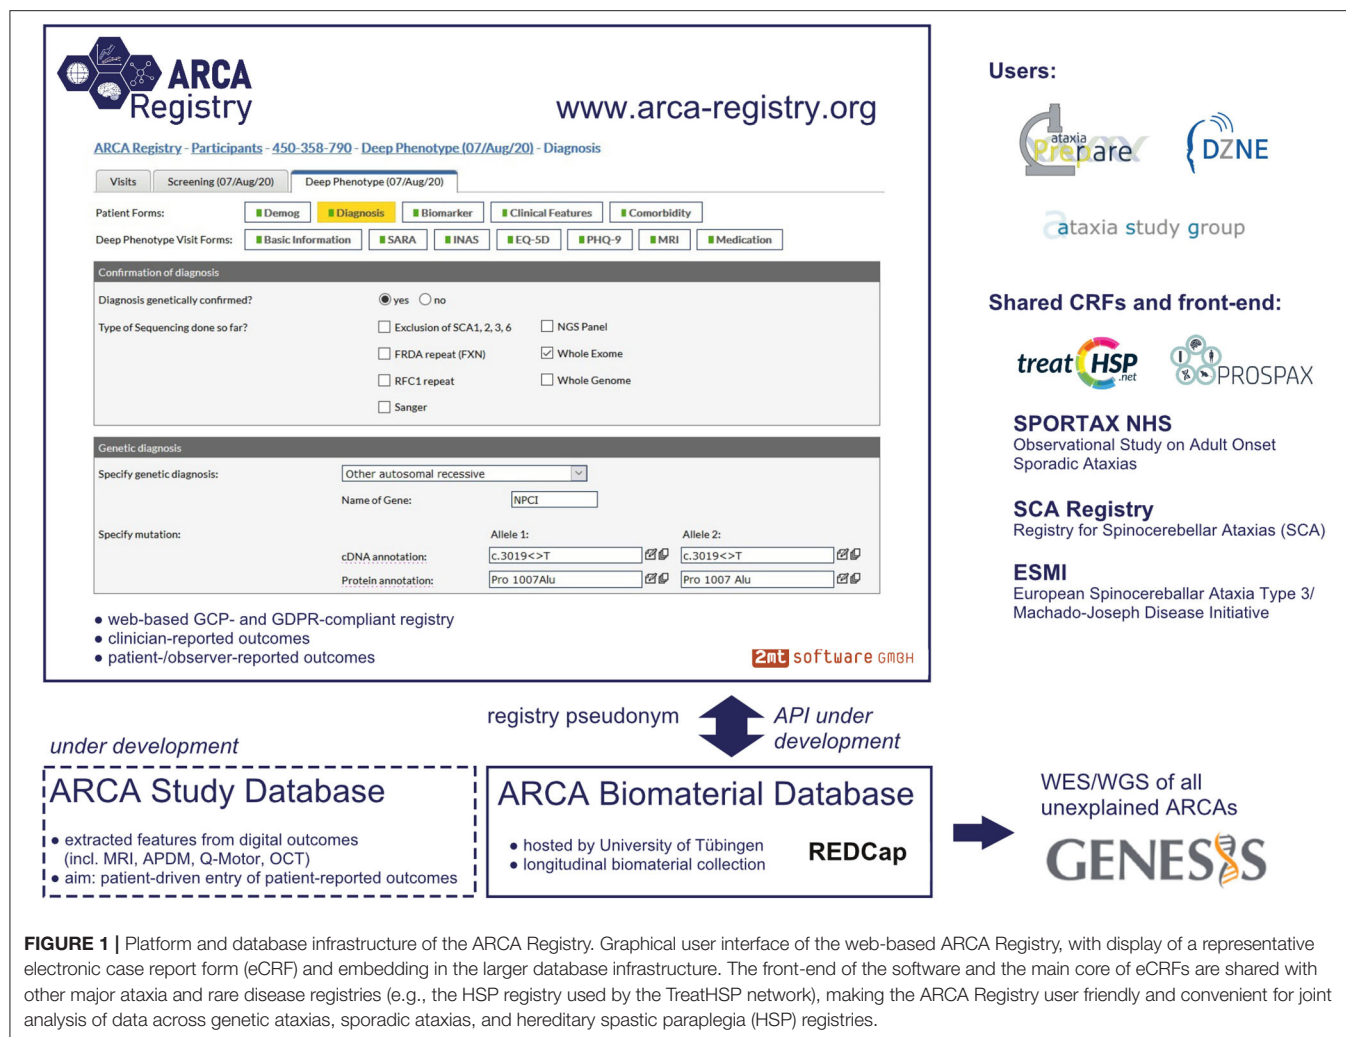 ARCA
Registry
www.arca-registry.org
ARCA Registry - Participants - 450-358-790 - Deep Phenotype (07/Aug/20) - Diagnosis
Visits Screening (07/Aug/20) Deep Phenotype (07/Aug/20)
Patient Forms: Demog Diagnosis Biomarker Clinical Features Comorbidity
Deep Phenotype Visit Forms: Basic Information SARA INAS EQ-5D PHQ-9 MRI Medication
Confirmation of diagnosis
Diagnosis genetically confirmed? yes no
Type of Sequencing done so far? Exclusion of SCA1, 2, 3, 6 NGS Panel
FRDA repeat (FXN) Whole Exome
RFC1 repeat Whole Genome
Sanger
Genetic diagnosis
Specify genetic diagnosis: Other autosomal recessive
Name of Gene: NPCI
Specify mutation: Allele 1: Allele 2:
cDNA annotation: c.3019<>T c.3019<>T
Protein annotation: Pro 1007Alu Pro 1007 Alu
● web-based GCP- and GDPR-compliant registry
● clinician-reported outcomes
● patient-/observer-reported outcomes
2mt software GMBH
Users:
ataxia
Prepare
DZNE
ataxia study group
Shared CRFs and front-end:
treat HSP
.net
PROSPAX
SPORTAX NHS
Observational Study on Adult Onset
Sporadic Ataxias
SCA Registry
Registry for Spinocerebellar Ataxias (SCA)
ESMI
European Spinocereballar Ataxia Type 3/
Machado-Joseph Disease Initiative
registry pseudonym
API under
development
under development
ARCA Study Database
● extracted features from digital outcomes
(incl. MRI, APDM, Q-Motor, OCT)
● aim: patient-driven entry of patient-reported outcomes
ARCA Biomaterial Database
● hosted by University of Tübingen
● longitudinal biomaterial collection
REDCap
WES/WGS of all
unexplained ARCAs
GENESIS
FIGURE 1 | Platform and database infrastructure of the ARCA Registry. Graphical user interface of the web-based ARCA Registry, with display of a representative
electronic case report form (eCRF) and embedding in the larger database infrastructure. The front-end of the software and the main core of eCRFs are shared with
other major ataxia and rare disease registries (e.g., the HSP registry used by the TreatHSP network), making the ARCA Registry user friendly and convenient for joint
analysis of data across genetic ataxias, sporadic ataxias, and hereditary spastic paraplegia (HSP) registries.